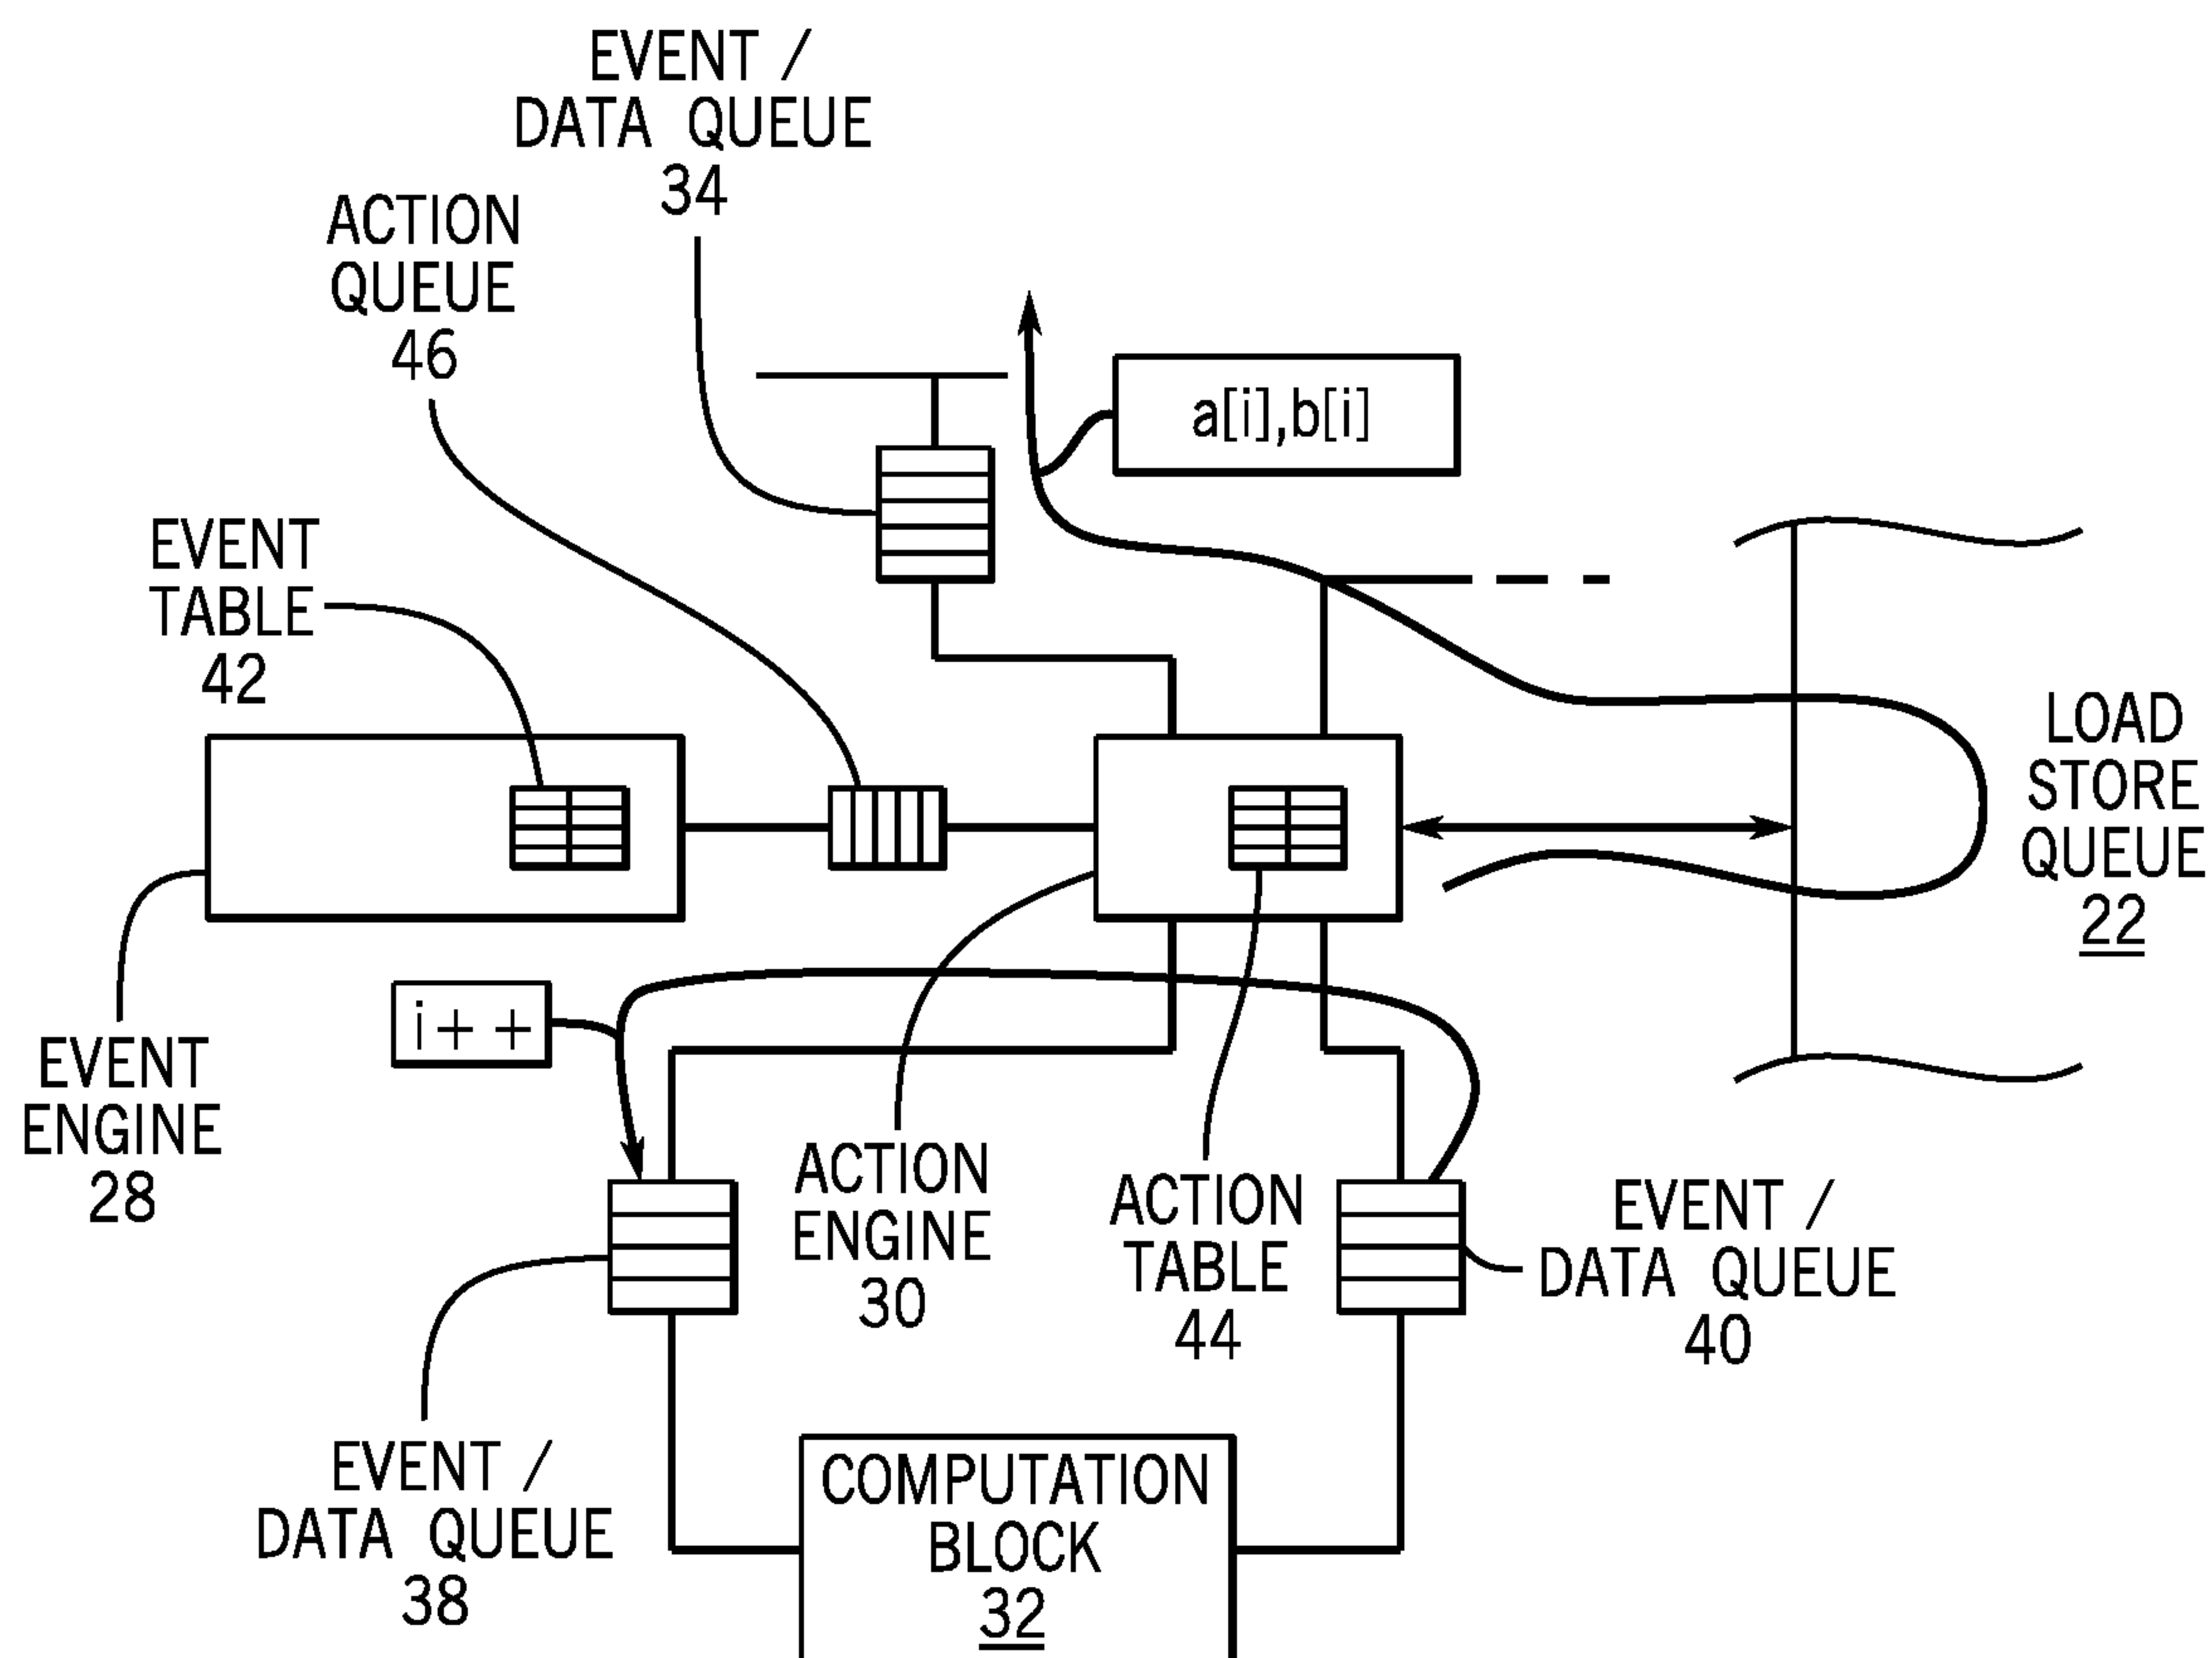 EVENT /
DATA QUEUE
34
ACTION
QUEUE
46
a[i],b[i]
EVENT
TABLE
42
LOAD
STORE
QUEUE
22
i + +
EVENT
ENGINE
28
ACTION
ENGINE
30
ACTION
TABLE
44
EVENT /
DATA QUEUE
40
EVENT /
DATA QUEUE
38
COMPUTATION
BLOCK
32